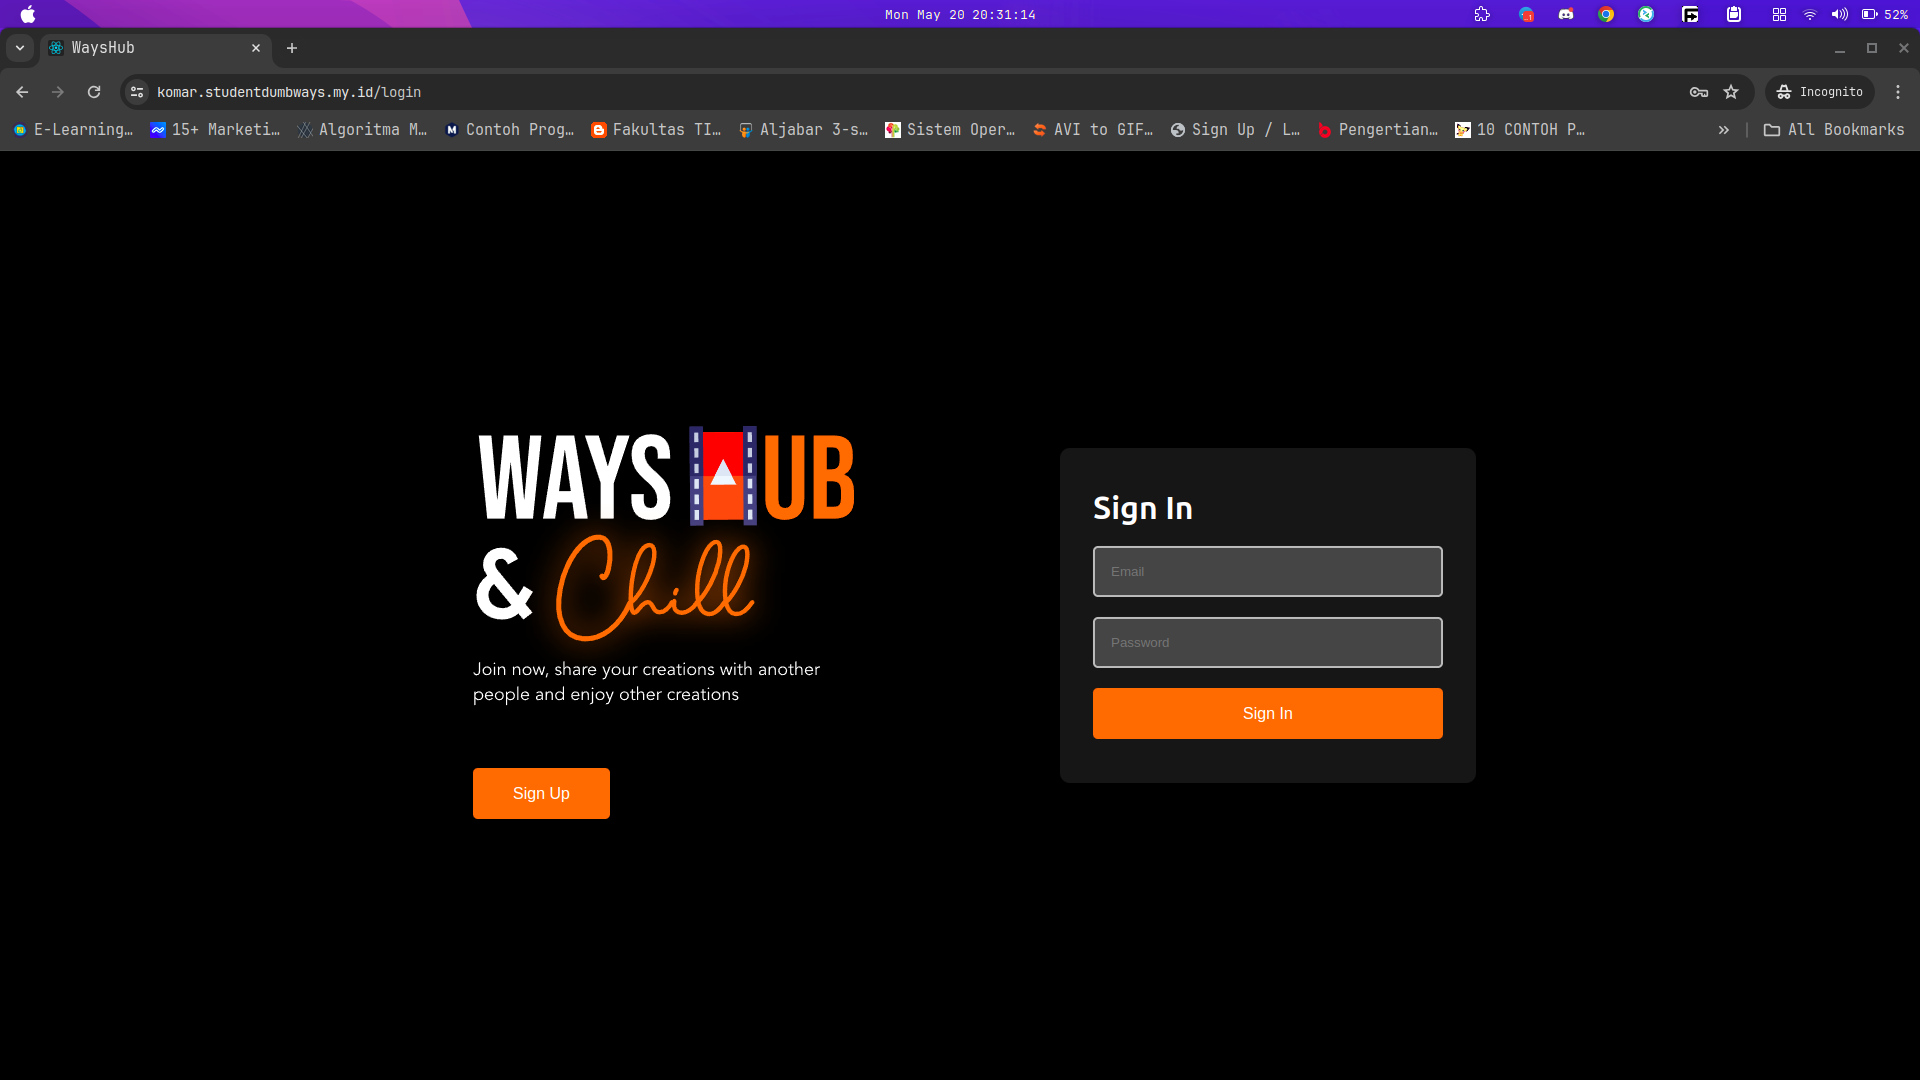 Mon May 20 20:31:14
52%
WaysHub
komar.studentdumbways.my.id/login
Incognito
E-Learning…
15+ Marketi…
Algoritma M…
Contoh Prog…
Fakultas TI…
Aljabar 3-s…
Sistem Oper…
AVI to GIF…
Sign Up / L…
Pengertian…
10 CONTOH P…
All Bookmarks
WAYS HUB
& Chill
Join now, share your creations with another
people and enjoy other creations
Sign Up
Sign In
Email
Password
Sign In